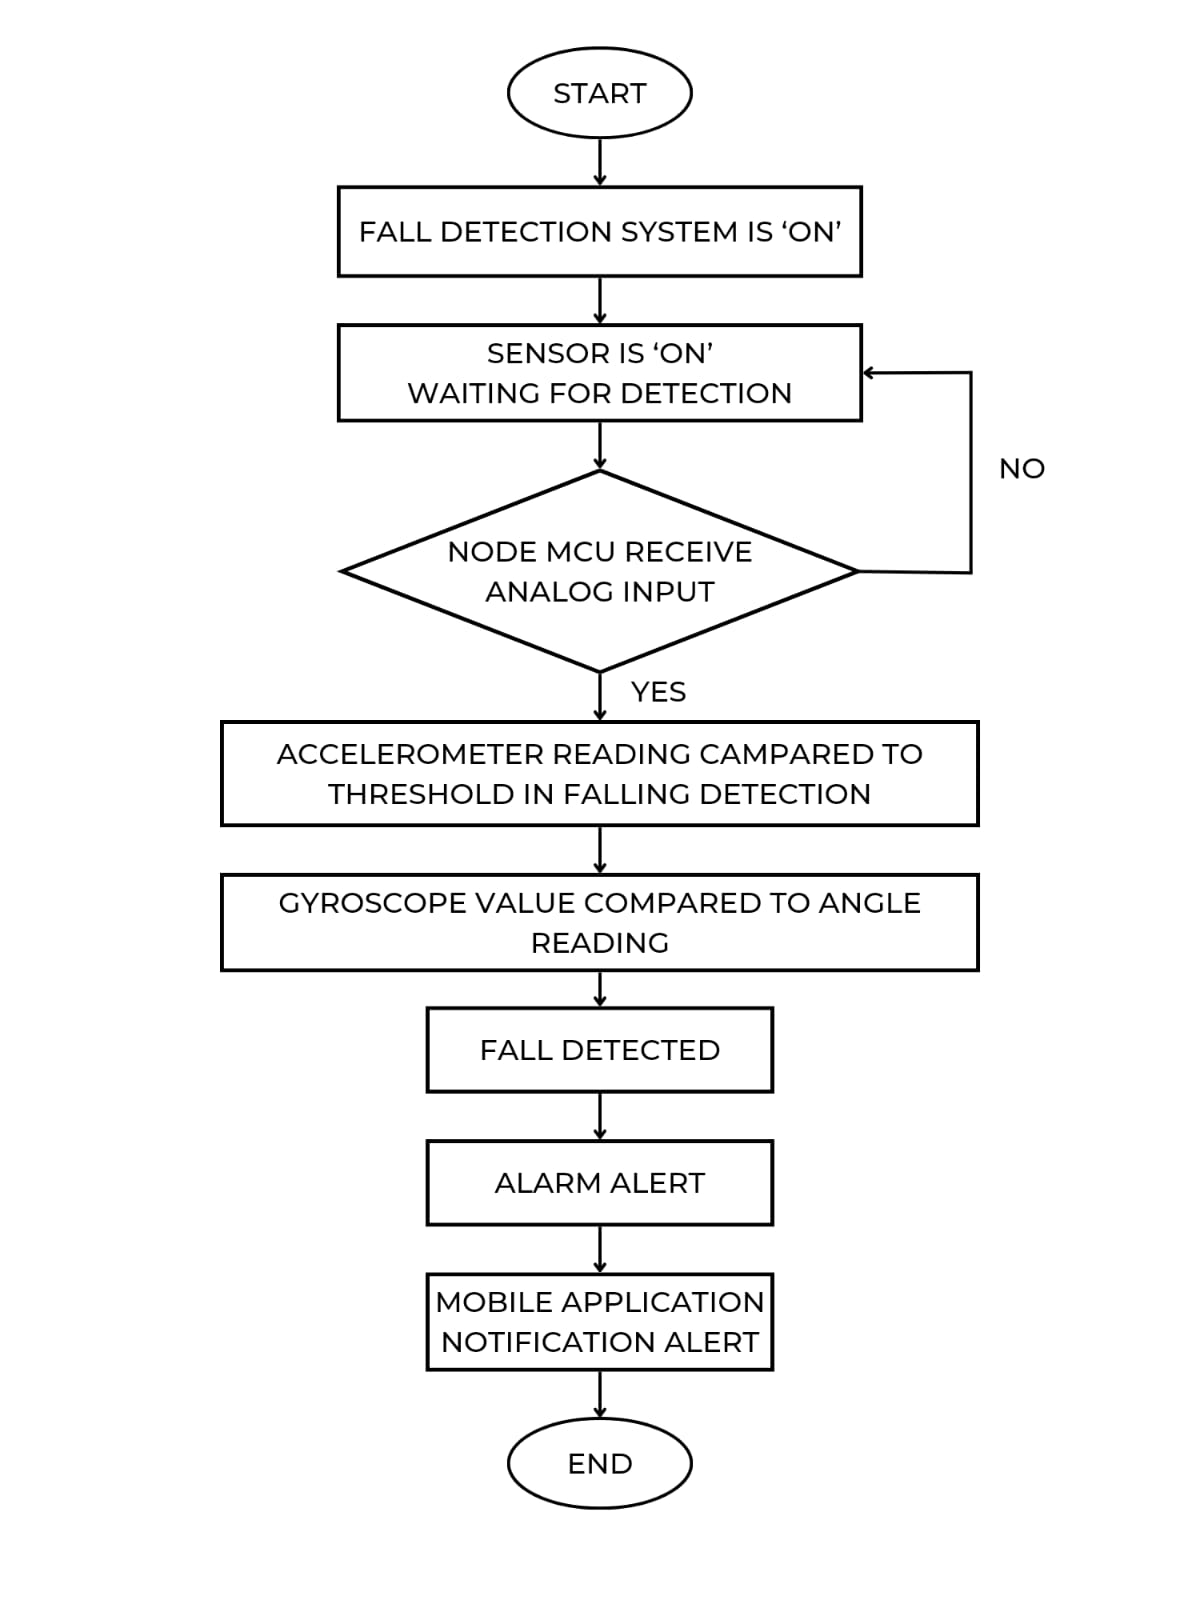 START
FALL DETECTION SYSTEM IS ‘ON’
SENSOR IS ‘ON’
WAITING FOR DETECTION
NO
NODE MCU RECEIVE
ANALOG INPUT
YES
ACCELEROMETER READING CAMPARED TO
THRESHOLD IN FALLING DETECTION
GYROSCOPE VALUE COMPARED TO ANGLE
READING
FALL DETECTED
ALARM ALERT
MOBILE APPLICATION
NOTIFICATION ALERT
END